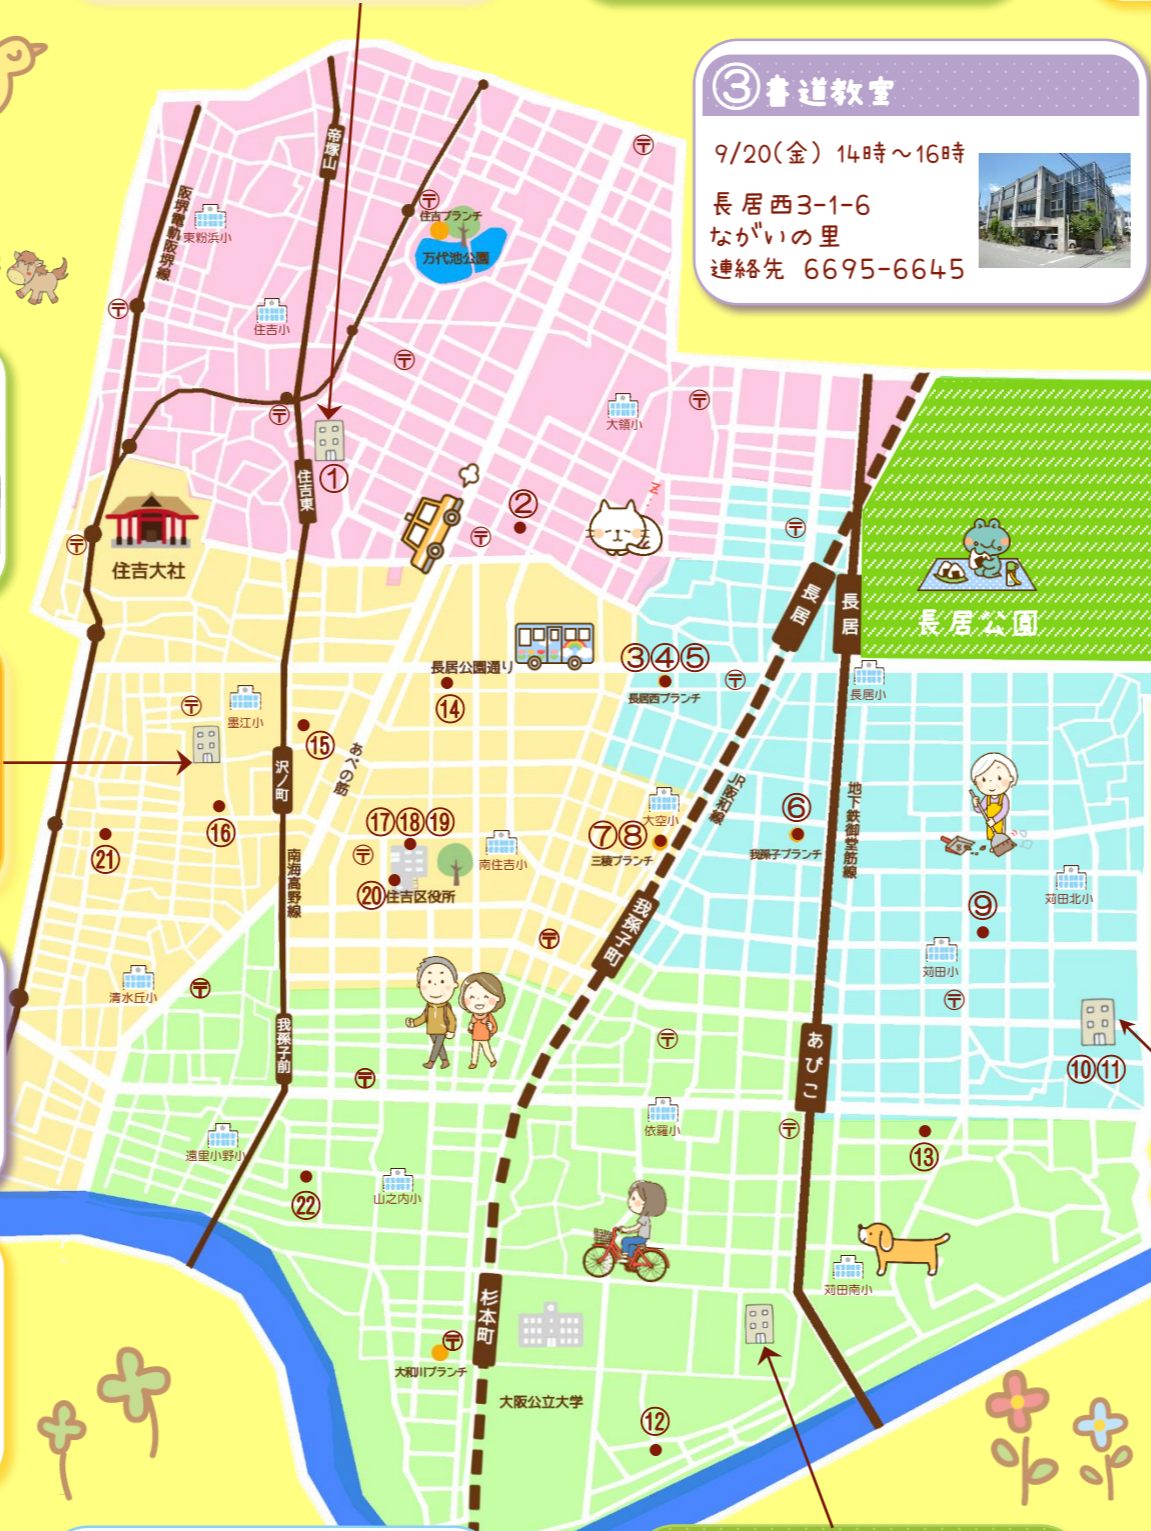 ③書道教室
9/20(金) 14時～16時
長居西3-1-6
ながいの里
連絡先 6695-6645
帝塚山
阪堺電軌阪堺線
東粉浜小
〒
〒
住吉ブランチ
万代池公園
〒
住吉小
〒
〒
〒
大領小
〒
①
住吉東
②
〒
〒
〒
住吉大社
長居
長居
長居公園
長居公園通り
⑭
③④⑤
長居西ブランチ
〒
長居小
〒
墨江小
⑮
あべの筋
沢ノ町
⑯
㉑
⑰⑱⑲
〒
南住吉小
⑳住吉区役所
南海高野線
大空小
⑦⑧
三稜ブランチ
JR阪和線
⑥
我孫子ブランチ
地下鉄御堂筋線
苅田北小
⑨
我孫子町
〒
苅田小
〒
清水丘小
〒
⑩⑪
我孫子前
〒
〒
あびこ
依羅小
〒
⑬
遠里小野小
㉒
山之内小
苅田南小
杉本町
〒
大和川ブランチ
大阪公立大学
⑫